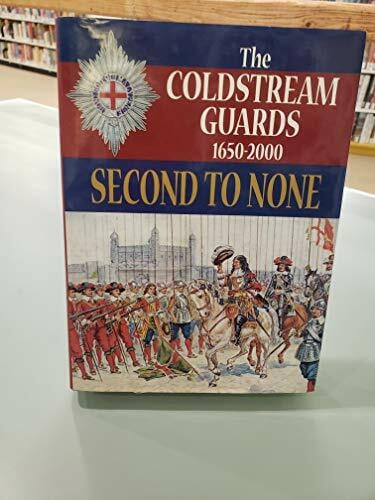 The
COLDSTREAM
GUARDS
1650-2000
SECOND TO NONE